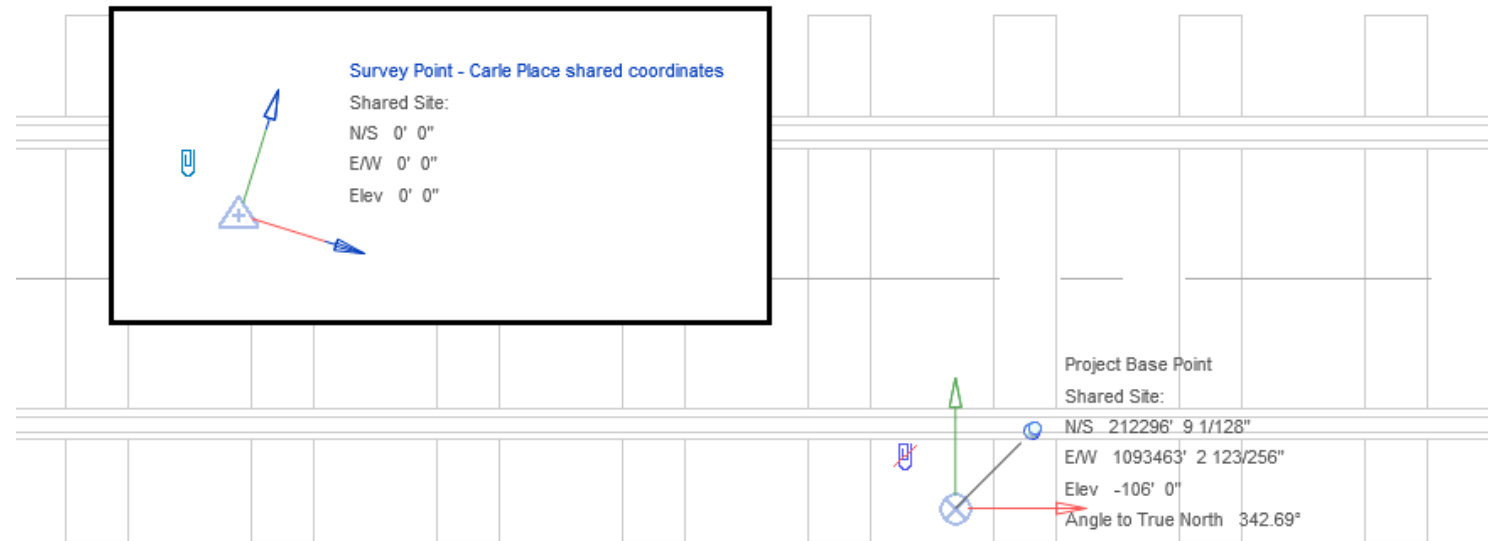 Survey Point - Carle Place shared coordinates
Shared Site:
N/S 0' 0"
E/W 0' 0"
Elev 0' 0"
Project Base Point
Shared Site:
N/S 212296' 9 1/128"
E/W 1093463' 2 123/256"
Elev -106' 0"
Angle to True North 342.69°